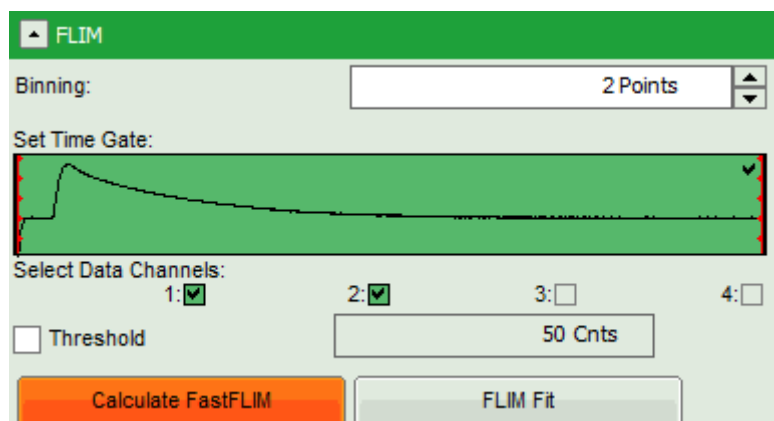 FLIM
Binning: 2 Points
Set Time Gate:
Select Data Channels:
1: 2: 3: 4:
Threshold 50 Cnts
Calculate FastFLIM FLIM Fit